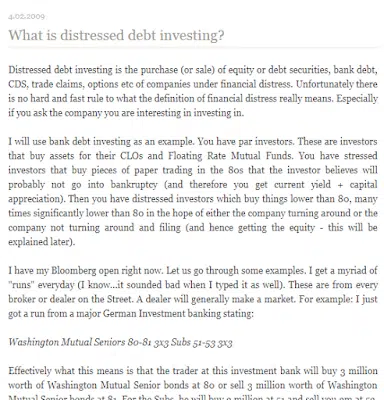 4.02.2009
What is distressed debt investing?
Distressed debt investing is the purchase (or sale) of equity or debt securities, bank debt,
CDS, trade claims, options etc of companies under financial distress. Unfortunately there
is no hard and fast rule to what the definition of financial distress really means. Especially
if you ask the company you are interesting in investing in.
I will use bank debt investing as an example. You have par investors. These are investors
that buy assets for their CLOs and Floating Rate Mutual Funds. You have stressed
investors that buy pieces of paper trading in the 80s that the investor believes will
probably not go into bankruptcy (and therefore you get current yield + capital
appreciation). Then you have distressed investors which buy things lower than 80, many
times significantly lower than 80 in the hope of either the company turning around or the
company not turning around and filing (and hence getting the equity - this will be
explained later).
I have my Bloomberg open right now. Let us go through some examples. I get a myriad of
"runs" everyday (I know...it sounded bad when I typed it as well). These are from every
broker or dealer on the Street. A dealer will generally make a market. For example: I just
got a run from a major German Investment banking stating:
Washington Mutual Seniors 80-81 3x3 Subs 51-53 3x3
Effectively what this means is that the trader at this investment bank will buy 3 million
worth of Washington Mutual Senior bonds at 80 or sell 3 million worth of Washington
Mutual Senior bonds at 81. For the Subs, he will buy 3 million at 51 and sell you em at 53.